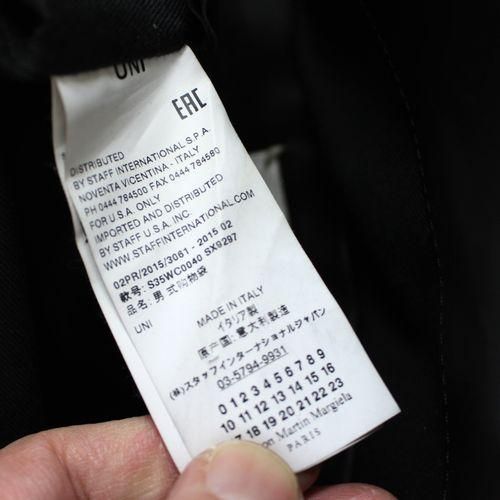 UNI
EAC
DISTRIBUTED
BY STAFF INTERNATIONAL S.P.A.
NOVENTA VICENTINA - ITALY
PH 0444 784500 FAX 0444 784580
FOR U.S.A. ONLY
IMPORTED AND DISTRIBUTED
BY STAFF U.S.A. INC.
WWW.STAFFINTERNATIONAL.COM
02PR/2015/3081 - 2015 02
軟号: S35WC0040 SX9297
品名: 男 式 购物 袋
UNI
MADE IN ITALY
イタリア製
原产国: 意大利製造
(株)スタッフインターナショナルジャパン
03-5794-9931
0 1 2 3 4 5 6 7 8 9
10 11 12 13 14 15 16
17 18 19 20 21 22 23
Martin Margiela
PARIS